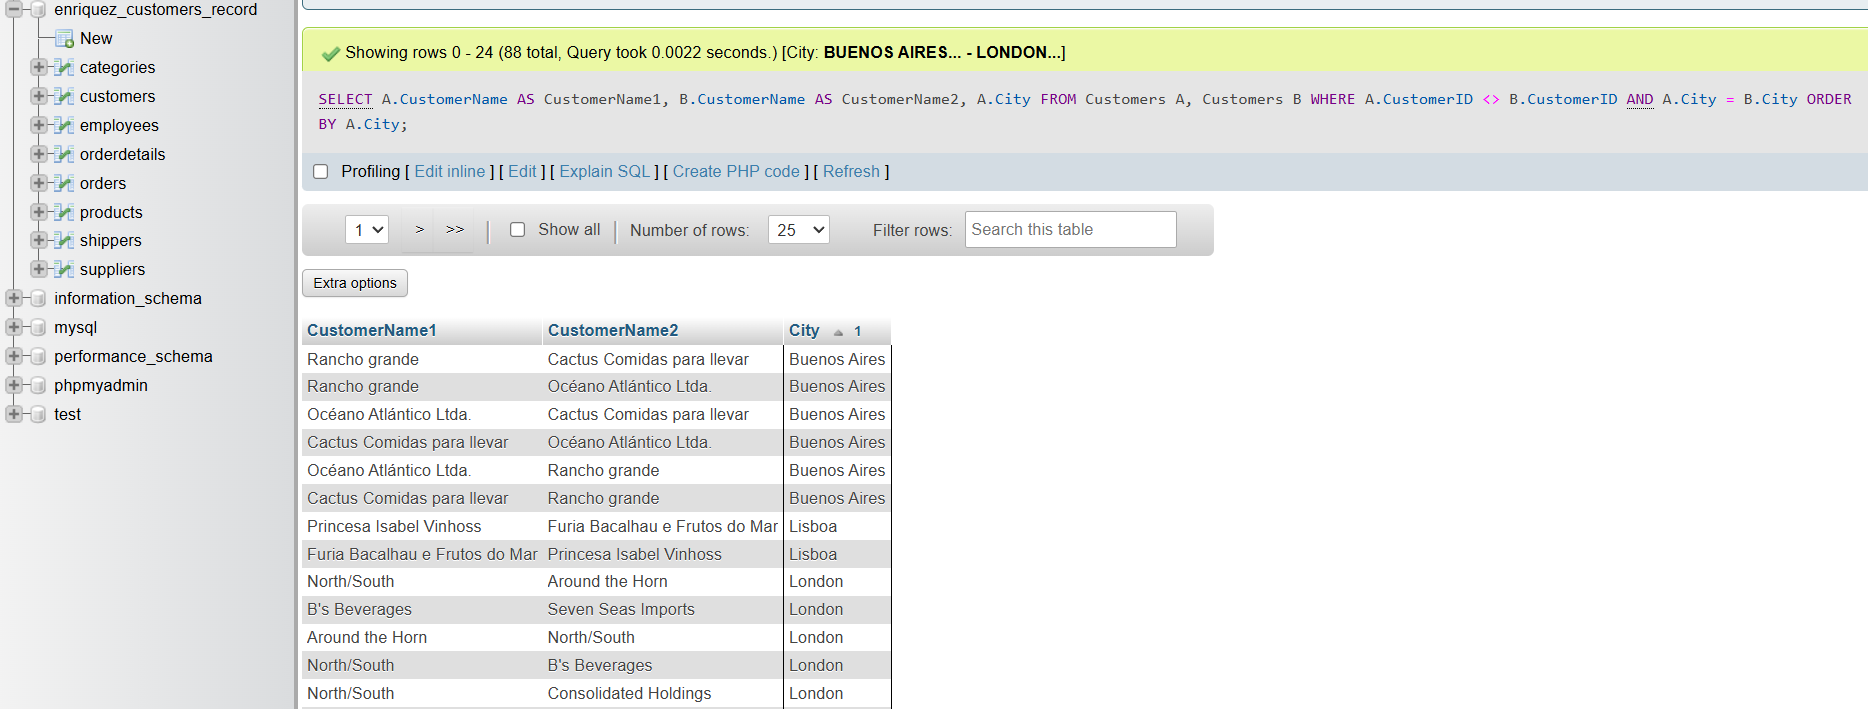 enriquez_customers_record
New
categories
customers
employees
orderdetails
orders
products
shippers
suppliers
information_schema
mysql
performance_schema
phpmyadmin
test
Showing rows 0 - 24 (88 total, Query took 0.0022 seconds.) [City: BUENOS AIRES... - LONDON...]
SELECT A.CustomerName AS CustomerName1, B.CustomerName AS CustomerName2, A.City FROM Customers A, Customers B WHERE A.CustomerID <> B.CustomerID AND A.City = B.City ORDER
BY A.City;
Profiling [ Edit inline ] [ Edit ] [ Explain SQL ] [ Create PHP code ] [ Refresh ]
1 > >> | Show all | Number of rows: 25 Filter rows: Search this table
Extra options
CustomerName1 CustomerName2 City 1
Rancho grande Cactus Comidas para llevar Buenos Aires
Rancho grande Océano Atlántico Ltda. Buenos Aires
Océano Atlántico Ltda. Cactus Comidas para llevar Buenos Aires
Cactus Comidas para llevar Océano Atlántico Ltda. Buenos Aires
Océano Atlántico Ltda. Rancho grande Buenos Aires
Cactus Comidas para llevar Rancho grande Buenos Aires
Princesa Isabel Vinhoss Furia Bacalhau e Frutos do Mar Lisboa
Furia Bacalhau e Frutos do Mar Princesa Isabel Vinhoss Lisboa
North/South Around the Horn London
B's Beverages Seven Seas Imports London
Around the Horn North/South London
North/South B's Beverages London
North/South Consolidated Holdings London